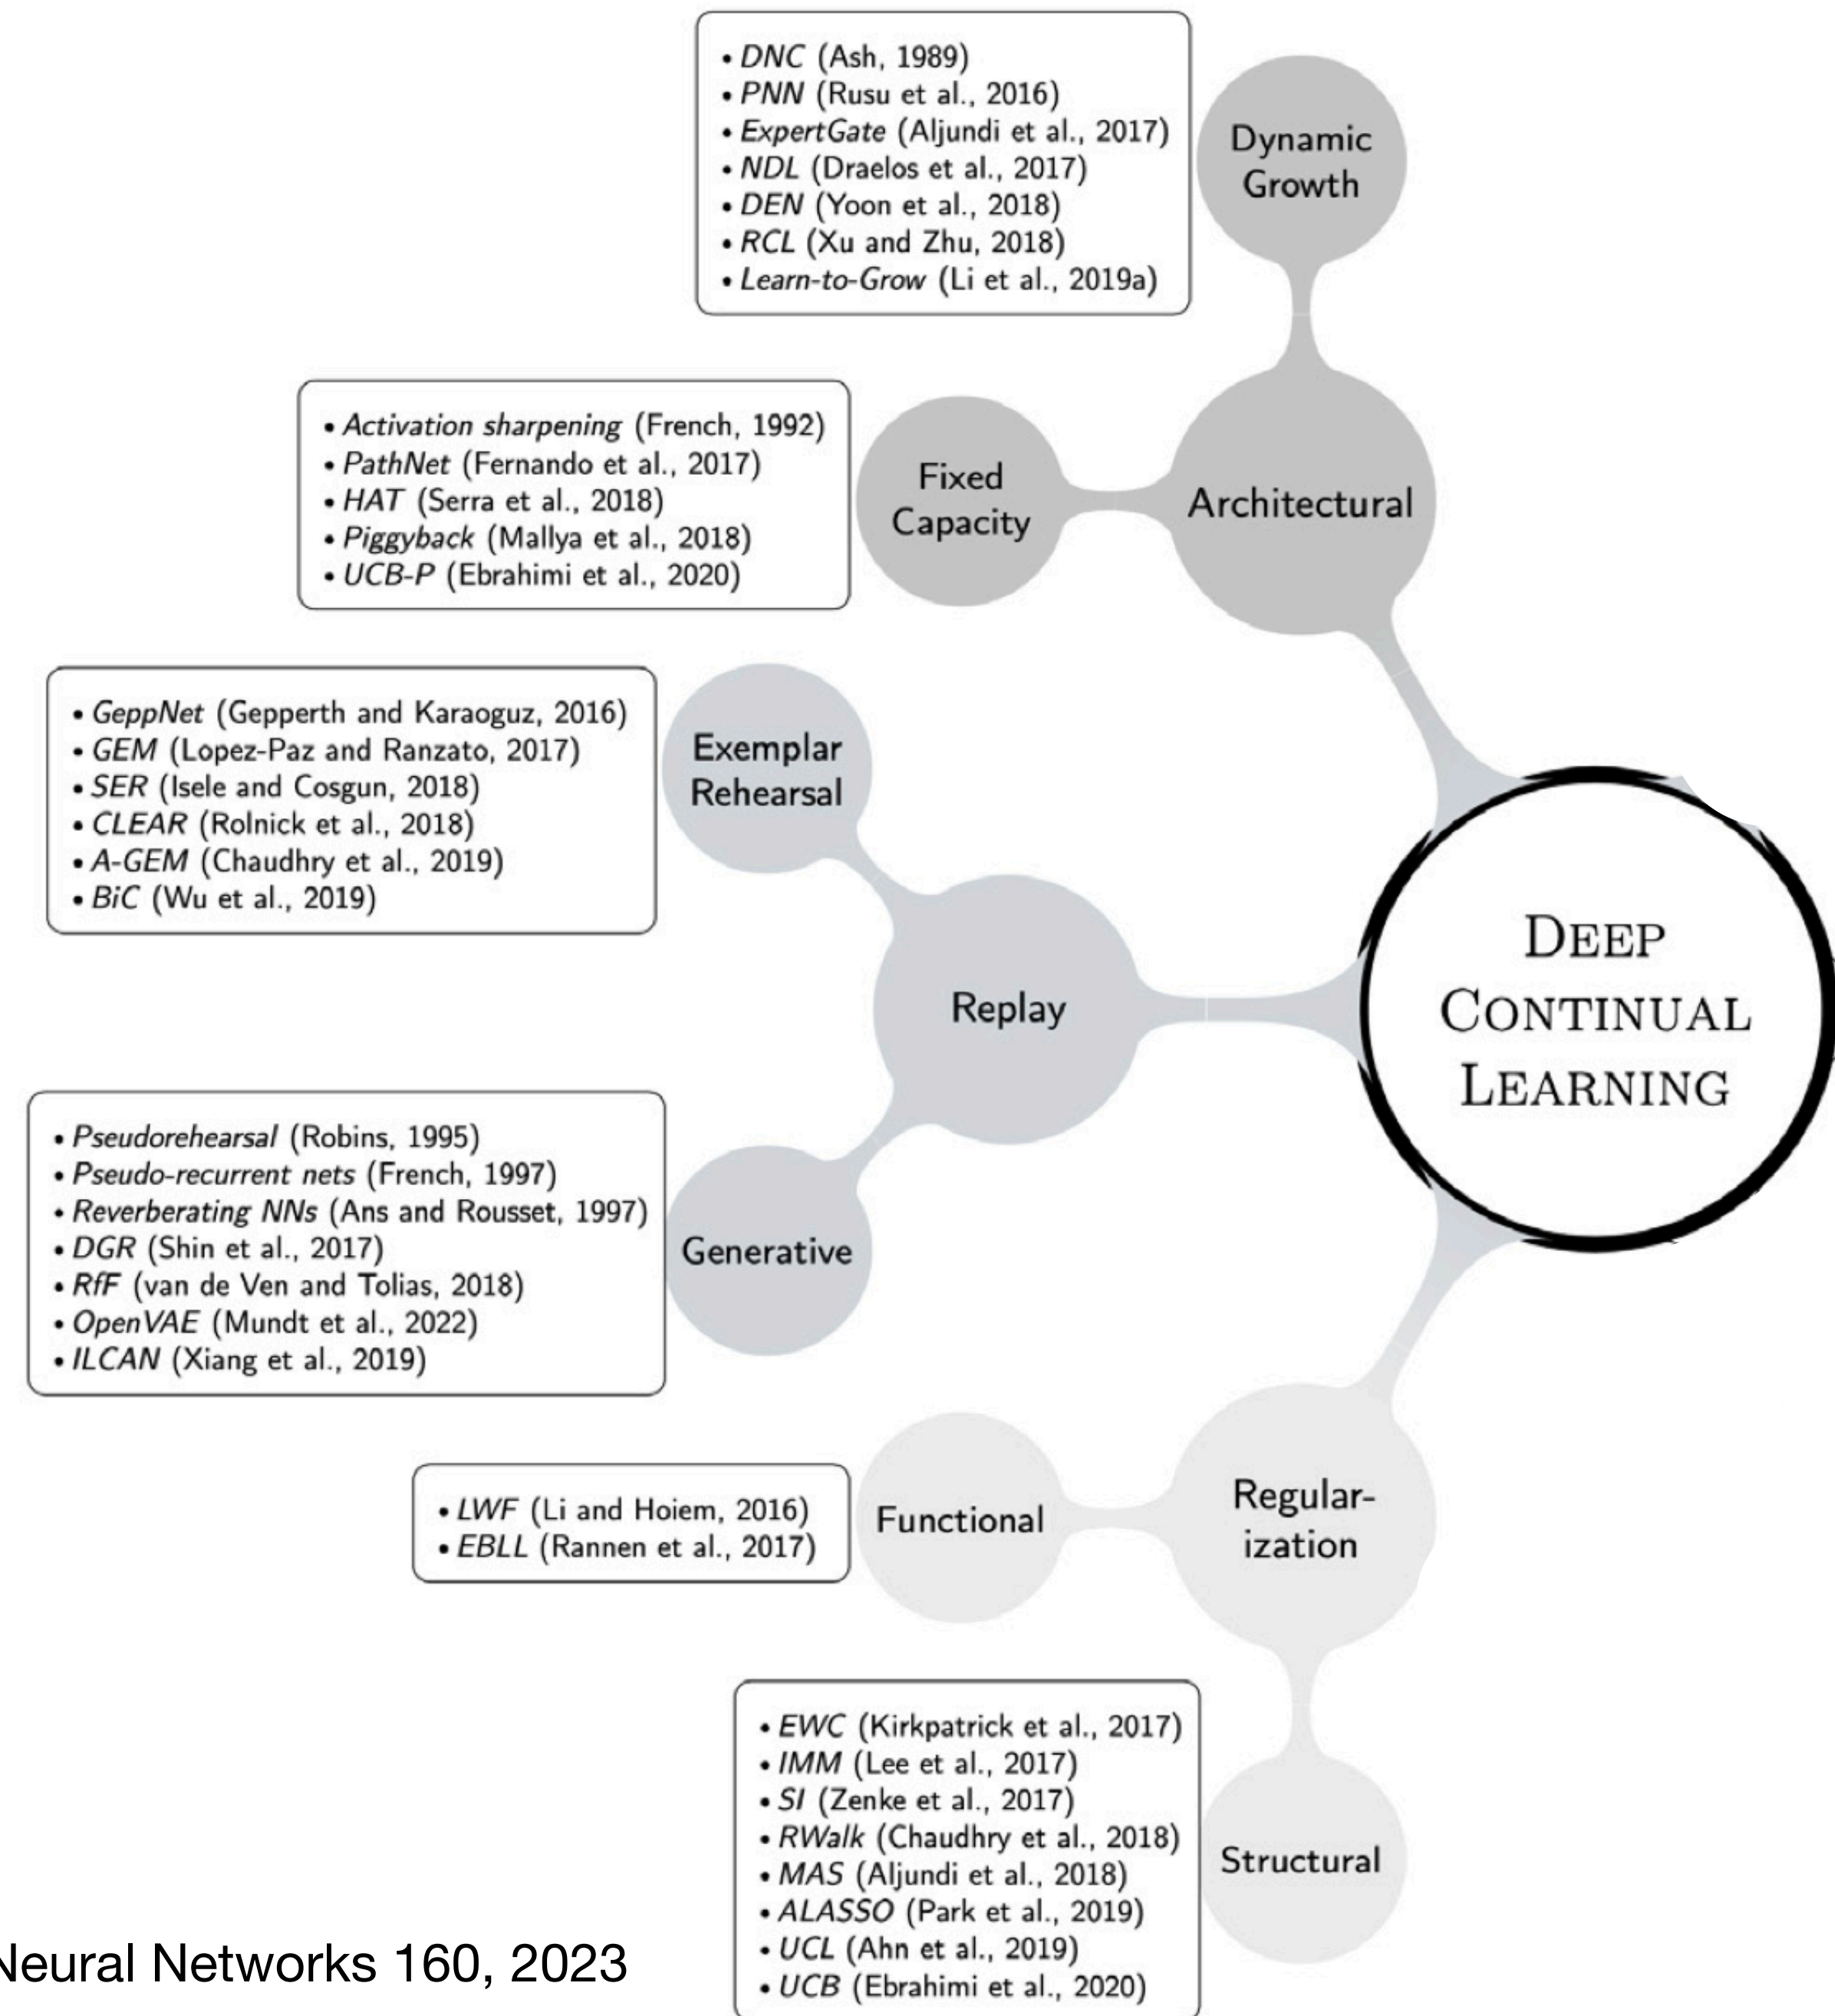 • DNC (Ash, 1989)
• PNN (Rusu et al., 2016)
• ExpertGate (Aljundi et al., 2017)
• NDL (Draelos et al., 2017)
• DEN (Yoon et al., 2018)
• RCL (Xu and Zhu, 2018)
• Learn-to-Grow (Li et al., 2019a)
Dynamic
Growth
• Activation sharpening (French, 1992)
• PathNet (Fernando et al., 2017)
• HAT (Serra et al., 2018)
• Piggyback (Mallya et al., 2018)
• UCB-P (Ebrahimi et al., 2020)
Fixed
Capacity
Architectural
• GeppNet (Gepperth and Karaoguz, 2016)
• GEM (Lopez-Paz and Ranzato, 2017)
• SER (Isele and Cosgun, 2018)
• CLEAR (Rolnick et al., 2018)
• A-GEM (Chaudhry et al., 2019)
• BiC (Wu et al., 2019)
Exemplar
Rehearsal
Replay
DEEP
CONTINUAL
LEARNING
• Pseudorehearsal (Robins, 1995)
• Pseudo-recurrent nets (French, 1997)
• Reverberating NNs (Ans and Rousset, 1997)
• DGR (Shin et al., 2017)
• RfF (van de Ven and Tolias, 2018)
• OpenVAE (Mundt et al., 2022)
• ILCAN (Xiang et al., 2019)
Generative
• LWF (Li and Hoiem, 2016)
• EBLL (Rannen et al., 2017)
Functional
Regular-
ization
• EWC (Kirkpatrick et al., 2017)
• IMM (Lee et al., 2017)
• SI (Zenke et al., 2017)
• RWalk (Chaudhry et al., 2018)
• MAS (Aljundi et al., 2018)
• ALASSO (Park et al., 2019)
• UCL (Ahn et al., 2019)
• UCB (Ebrahimi et al., 2020)
Structural
Neural Networks 160, 2023